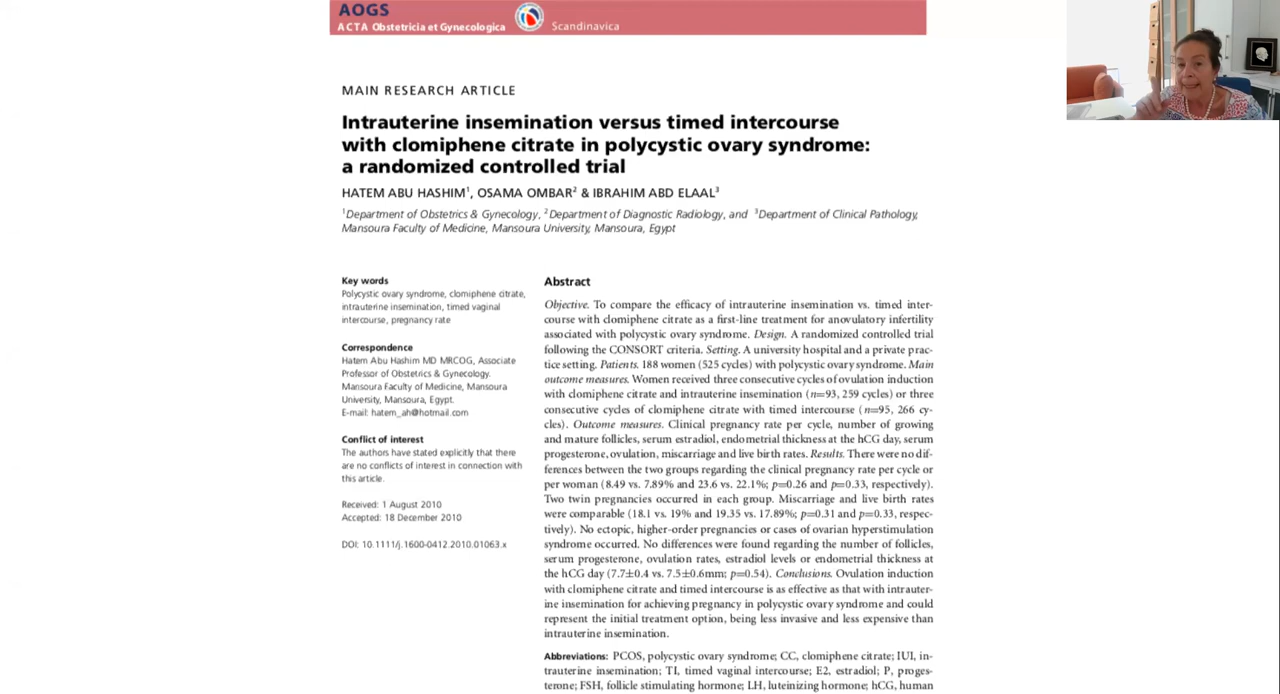 AOGS
ACTA Obstetricia et Gynecologica
Scandinavica
MAIN RESEARCH ARTICLE
Intrauterine insemination versus timed intercourse
with clomiphene citrate in polycystic ovary syndrome:
a randomized controlled trial
HATEM ABU HASHIM1, OSAMA OMBAR2 & IBRAHIM ABD ELAAL3
1Department of Obstetrics & Gynecology, 2Department of Diagnostic Radiology, and 3Department of Clinical Pathology,
Mansoura Faculty of Medicine, Mansoura University, Mansoura, Egypt
Key words
Polycystic ovary syndrome, clomiphene citrate,
intrauterine insemination, timed vaginal
intercourse, pregnancy rate
Correspondence
Hatem Abu Hashim MD MRCOG, Associate
Professor of Obstetrics & Gynecology.
Mansoura Faculty of Medicine, Mansoura
University, Mansoura, Egypt.
E-mail: hatem_ah@hotmail.com
Conflict of interest
The authors have stated explicitly that there
are no conflicts of interest in connection with
this article.
Received: 1 August 2010
Accepted: 18 December 2010
DOI: 10.1111/j.1600-0412.2010.01063.x
Abstract
Objective. To compare the efficacy of intrauterine insemination vs. timed inter-
course with clomiphene citrate as a first-line treatment for anovulatory infertility
associated with polycystic ovary syndrome. Design. A randomized controlled trial
following the CONSORT criteria. Setting. A university hospital and a private prac-
tice setting. Patients. 188 women (525 cycles) with polycystic ovary syndrome. Main
outcome measures. Women received three consecutive cycles of ovulation induction
with clomiphene citrate and intrauterine insemination (n=93, 259 cycles) or three
consecutive cycles of clomiphene citrate with timed intercourse (n=95, 266 cy-
cles). Outcome measures. Clinical pregnancy rate per cycle, number of growing
and mature follicles, serum estradiol, endometrial thickness at the hCG day, serum
progesterone, ovulation, miscarriage and live birth rates. Results. There were no dif-
ferences between the two groups regarding the clinical pregnancy rate per cycle or
per woman (8.49 vs. 7.89% and 23.6 vs. 22.1%; p=0.26 and p=0.33, respectively).
Two twin pregnancies occurred in each group. Miscarriage and live birth rates
were comparable (18.1 vs. 19% and 19.35 vs. 17.89%; p=0.31 and p=0.33, respec-
tively). No ectopic, higher-order pregnancies or cases of ovarian hyperstimulation
syndrome occurred. No differences were found regarding the number of follicles,
serum progesterone, ovulation rates, estradiol levels or endometrial thickness at
the hCG day (7.7±0.4 vs. 7.5±0.6mm; p=0.54). Conclusions. Ovulation induction
with clomiphene citrate and timed intercourse is as effective as that with intrauter-
ine insemination for achieving pregnancy in polycystic ovary syndrome and could
represent the initial treatment option, being less invasive and less expensive than
intrauterine insemination.
Abbreviations: PCOS, polycystic ovary syndrome; CC, clomiphene citrate; IUI, in-
trauterine insemination; TI, timed vaginal intercourse; E2, estradiol; P, proges-
terone; FSH, follicle stimulating hormone; LH, luteinizing hormone; hCG, human